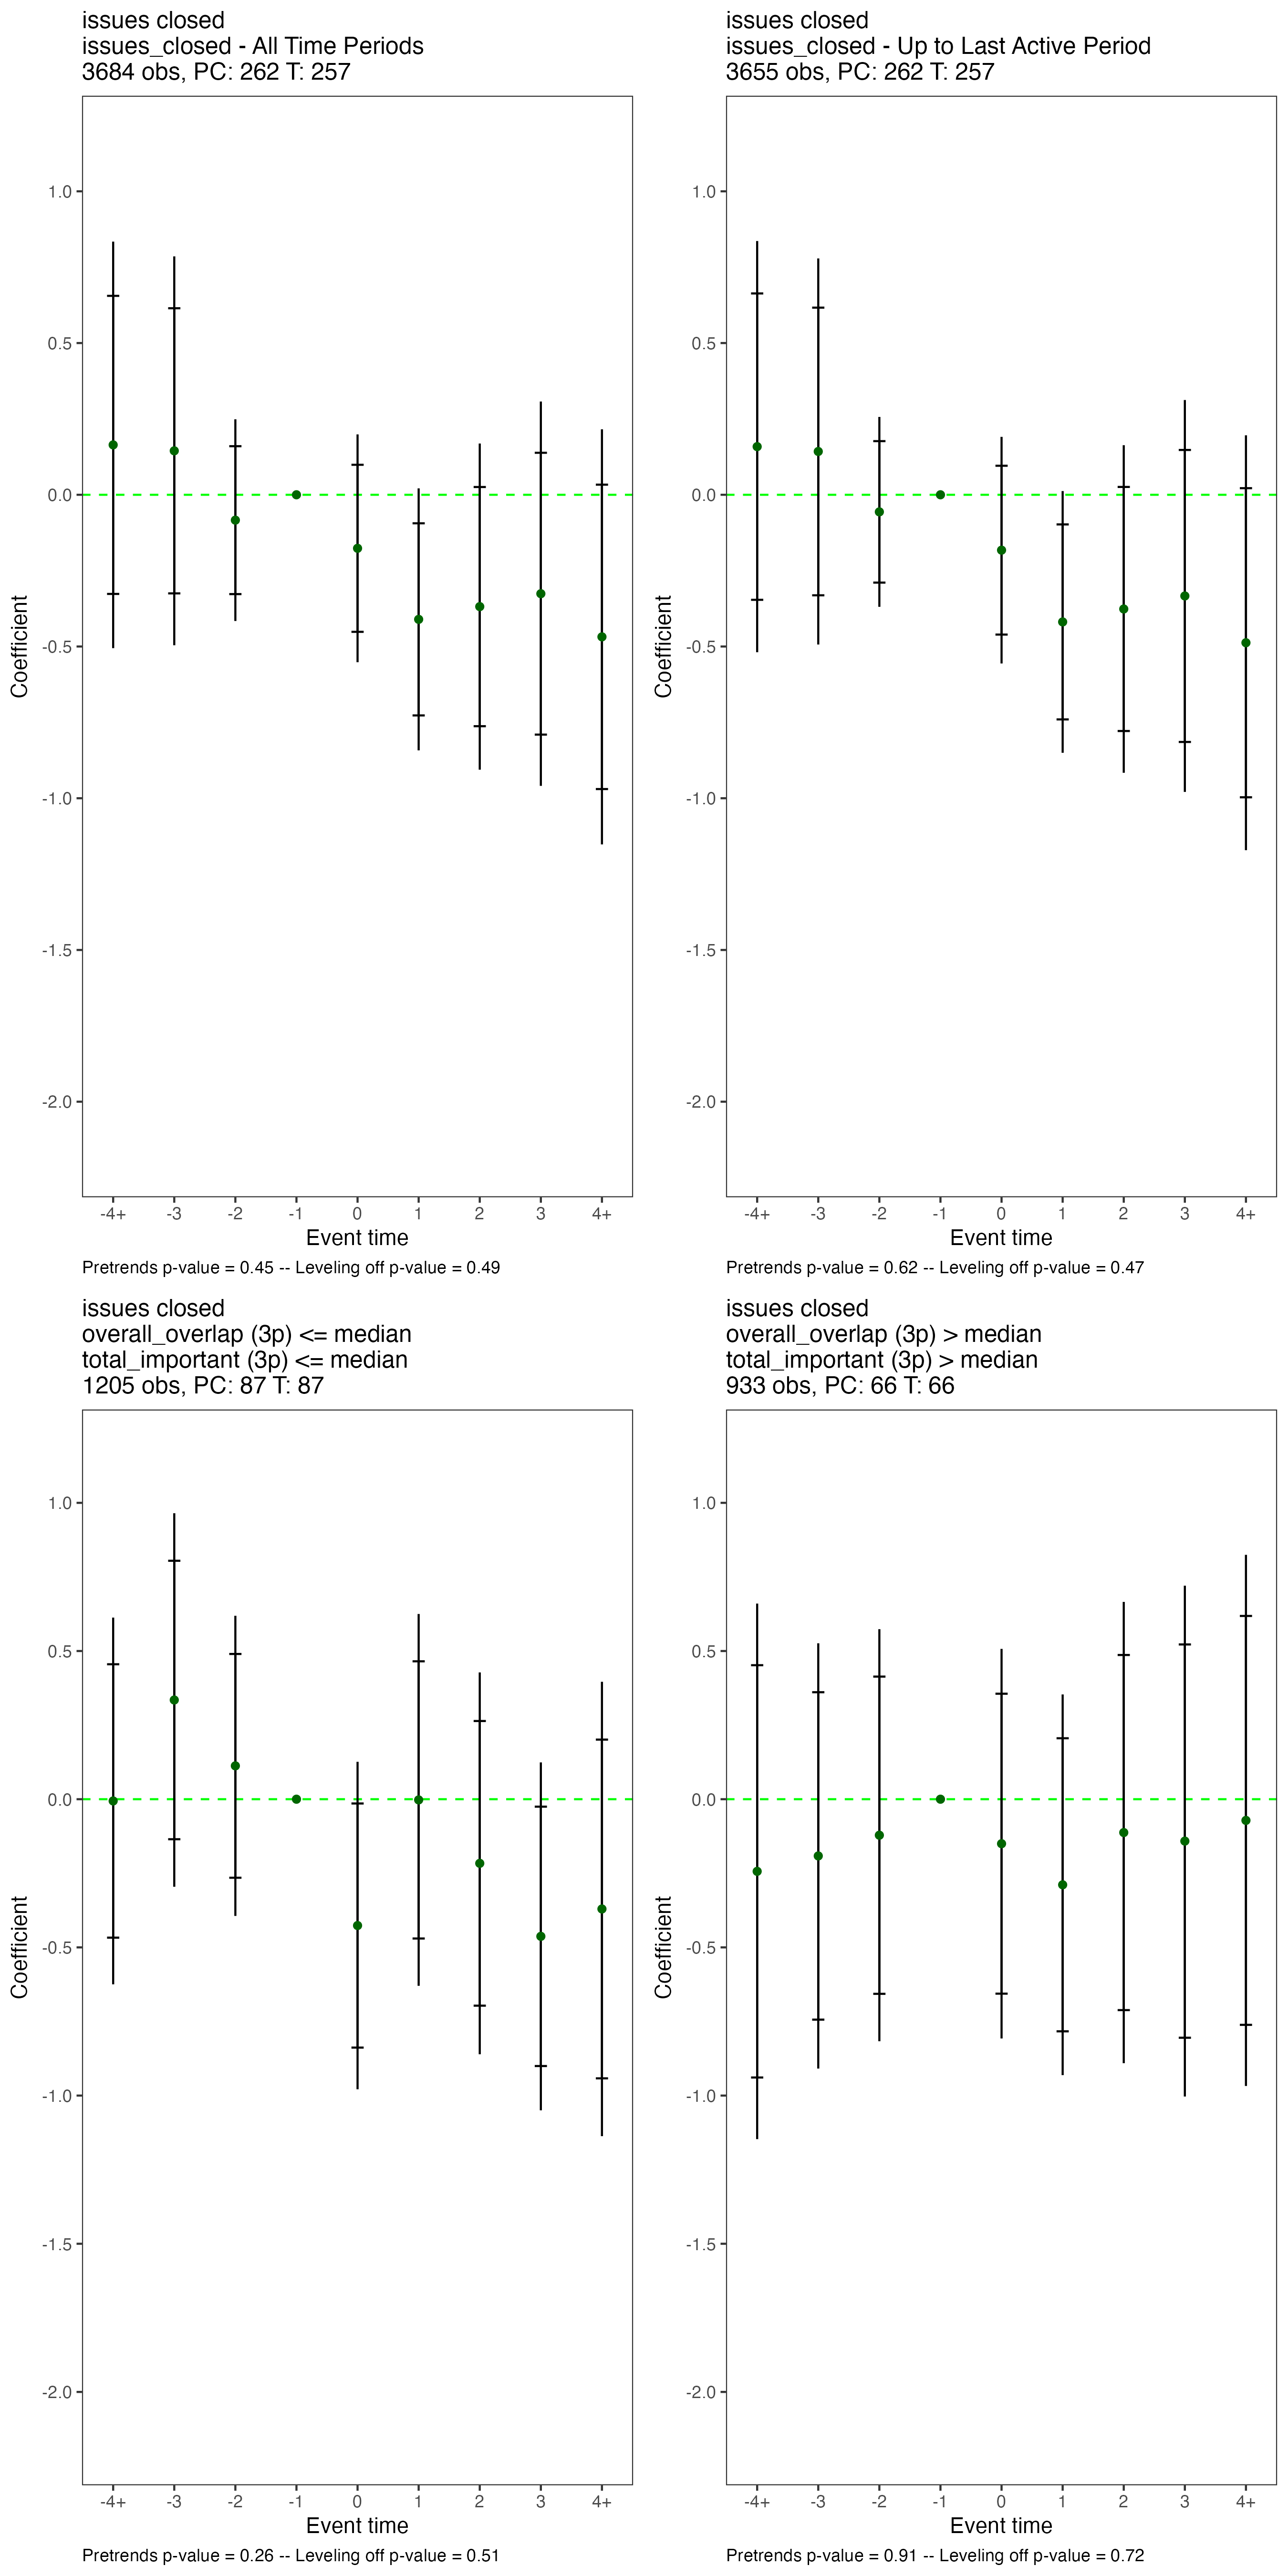 issues closed
issues_closed - All Time Periods
3684 obs, PC: 262 T: 257
1.0
0.5
0.0
-0.5
-1.0
-1.5
-2.0
Coefficient
-4+ -3 -2 -1 0 1 2 3 4+
Event time
Pretrends p-value = 0.45 -- Leveling off p-value = 0.49
issues closed
issues_closed - Up to Last Active Period
3655 obs, PC: 262 T: 257
1.0
0.5
0.0
-0.5
-1.0
-1.5
-2.0
Coefficient
-4+ -3 -2 -1 0 1 2 3 4+
Event time
Pretrends p-value = 0.62 -- Leveling off p-value = 0.47
issues closed
overall_overlap (3p) <= median
total_important (3p) <= median
1205 obs, PC: 87 T: 87
1.0
0.5
0.0
-0.5
-1.0
-1.5
-2.0
Coefficient
-4+ -3 -2 -1 0 1 2 3 4+
Event time
Pretrends p-value = 0.26 -- Leveling off p-value = 0.51
issues closed
overall_overlap (3p) > median
total_important (3p) > median
933 obs, PC: 66 T: 66
1.0
0.5
0.0
-0.5
-1.0
-1.5
-2.0
Coefficient
-4+ -3 -2 -1 0 1 2 3 4+
Event time
Pretrends p-value = 0.91 -- Leveling off p-value = 0.72